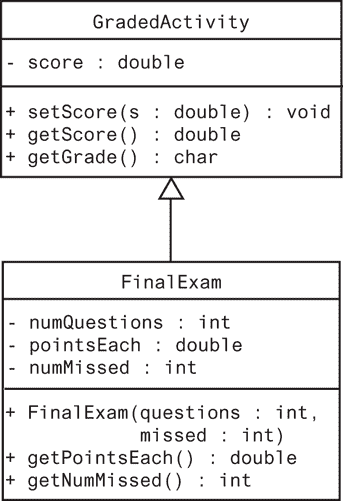 GradedActivity
- score : double
+ setScore(s : double) : void
+ getScore() : double
+ getGrade() : char
FinalExam
- numQuestions : int
- pointsEach : double
- numMissed : int
+ FinalExam(questions : int,
missed : int)
+ getPointsEach() : double
+ getNumMissed() : int